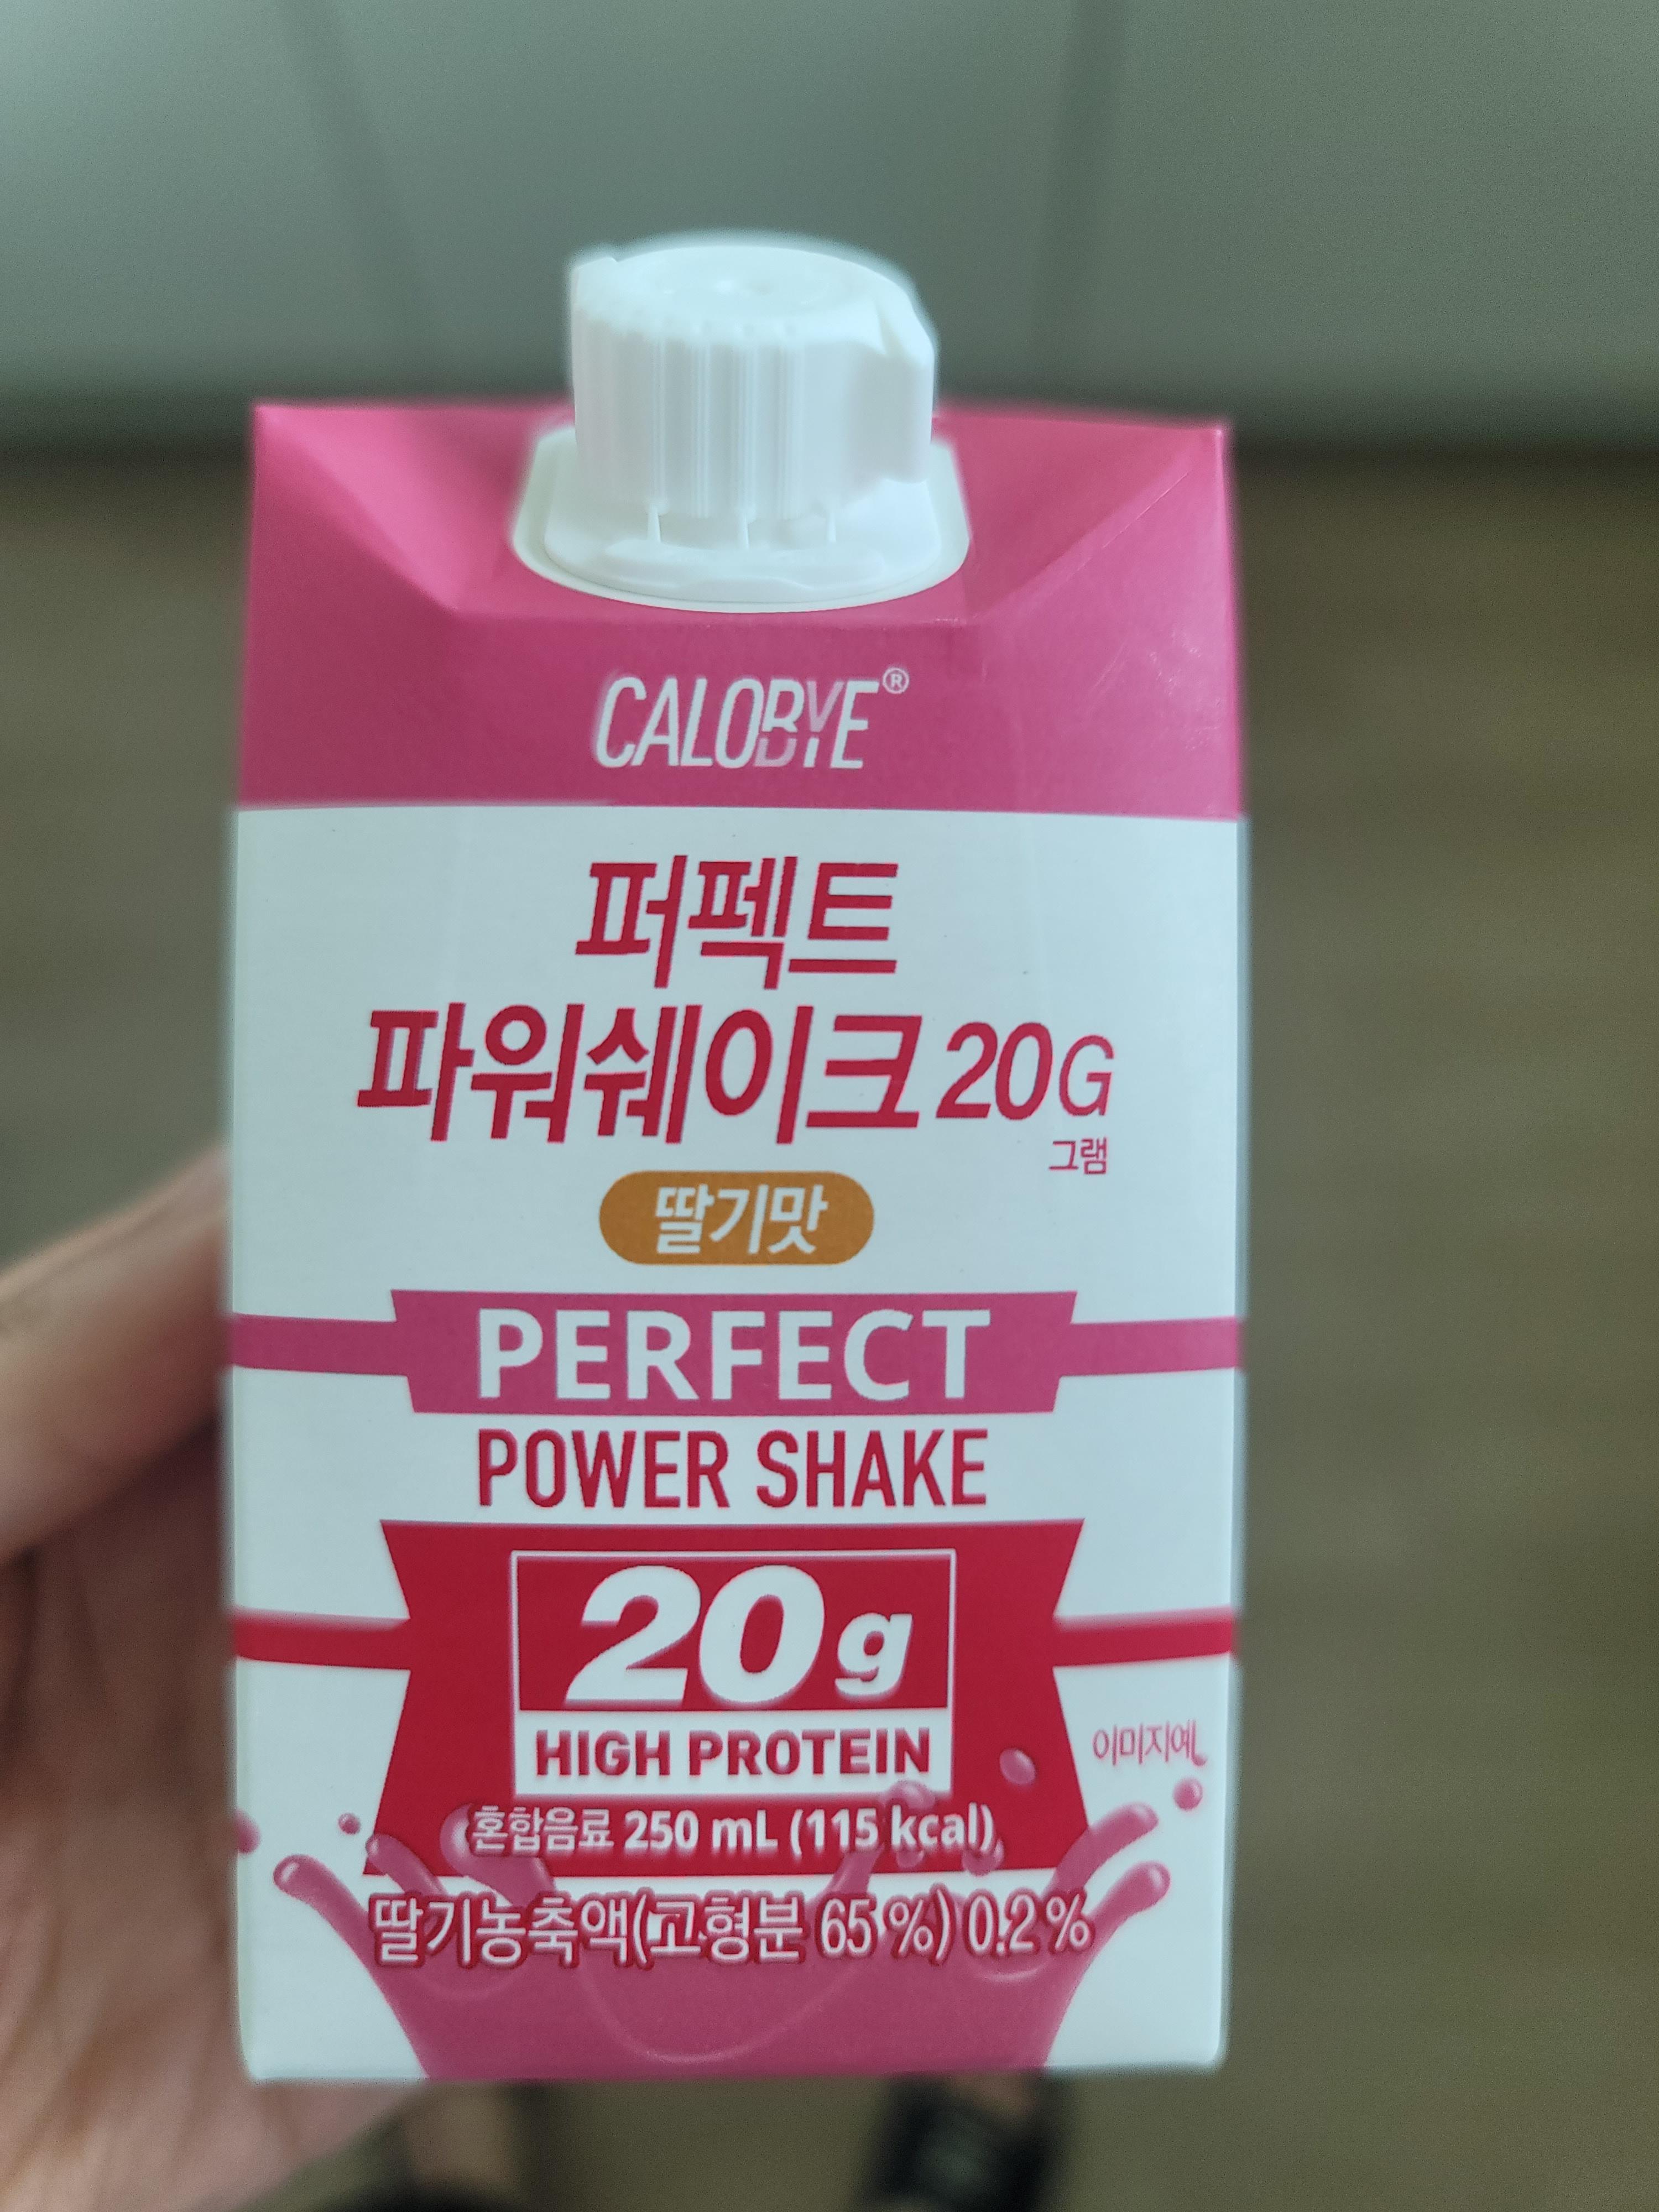 CALOBYE®
퍼펙트
파워쉐이크 20G
그램
딸기맛
PERFECT
POWER SHAKE
20g
HIGH PROTEIN
이미지예
혼합음료 250 mL (115 kcal)
딸기농축액(고형분 65 %) 0.2 %